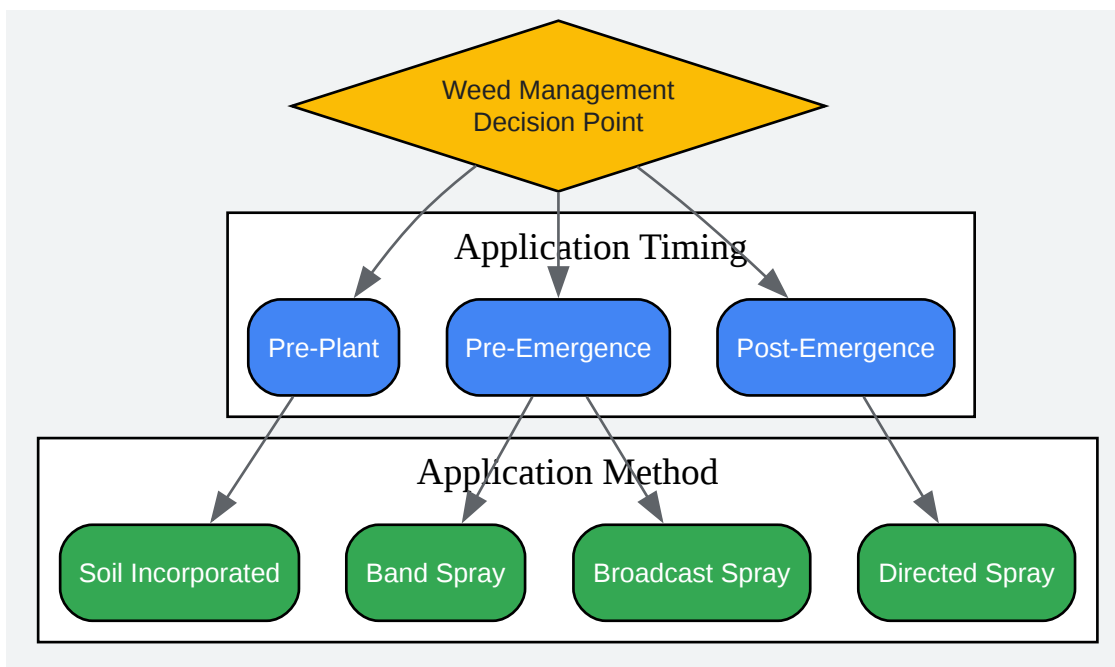 Weed Management
Decision Point
Application Timing
Pre-Plant
Pre-Emergence
Post-Emergence
Application Method
Soil Incorporated
Band Spray
Broadcast Spray
Directed Spray